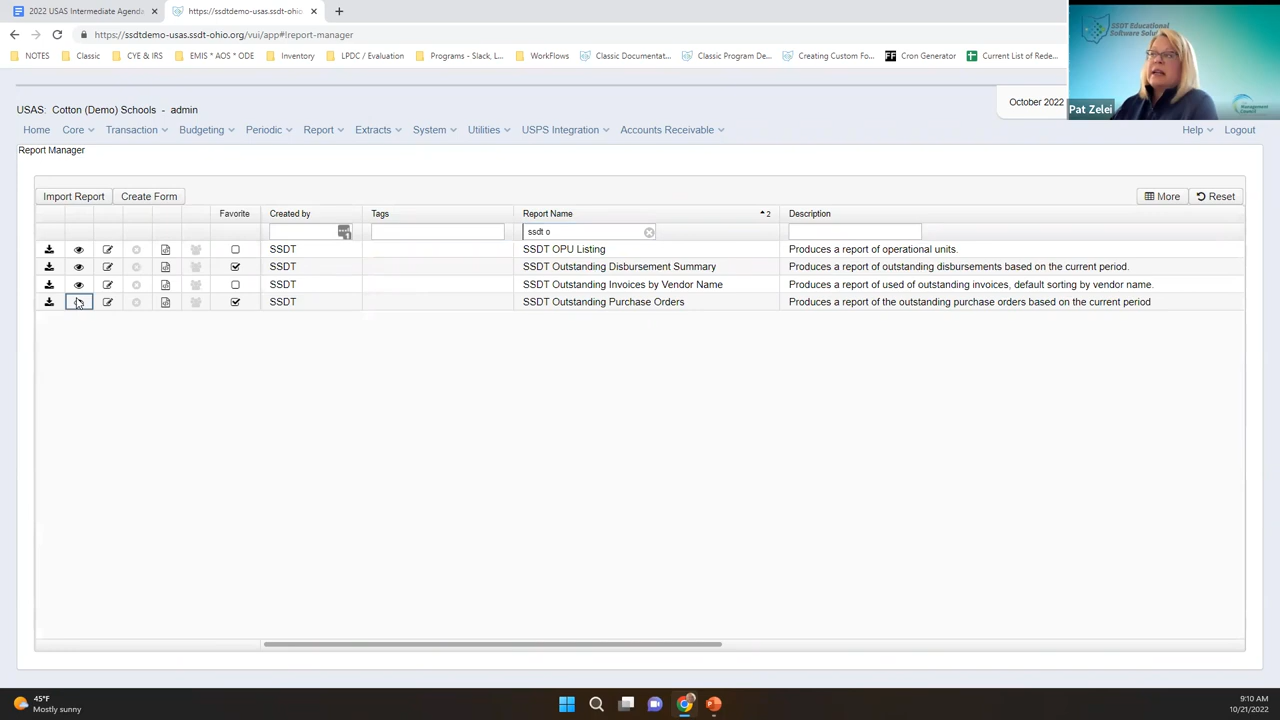 2022 USAS Intermediate Agenda
https://ssdtdemo-usas.ssdt-ohio
https://ssdtdemo-usas.ssdt-ohio.org/vui/app#!report-manager
NOTES Classic CYE & IRS EMIS * AOS * ODE Inventory LPDC / Evaluation Programs - Slack, L... WorkFlows Classic Documentat... Classic Program De... Creating Custom Fo... Cron Generator Current List of Rede...
SSDT Educational
Software Solu
Pat Zelei
USAS: Cotton (Demo) Schools - admin
October 2022
Home Core Transaction Budgeting Periodic Report Extracts System Utilities USPS Integration Accounts Receivable Help Logout
Report Manager
Import Report Create Form More Reset
Favorite Created by Tags Report Name 2 Description
ssdt o
SSDT SSDT OPU Listing Produces a report of operational units.
SSDT SSDT Outstanding Disbursement Summary Produces a report of outstanding disbursements based on the current period.
SSDT SSDT Outstanding Invoices by Vendor Name Produces a report of used of outstanding invoices, default sorting by vendor name.
SSDT SSDT Outstanding Purchase Orders Produces a report of the outstanding purchase orders based on the current period
45°F
Mostly sunny
9:10 AM
10/21/2022